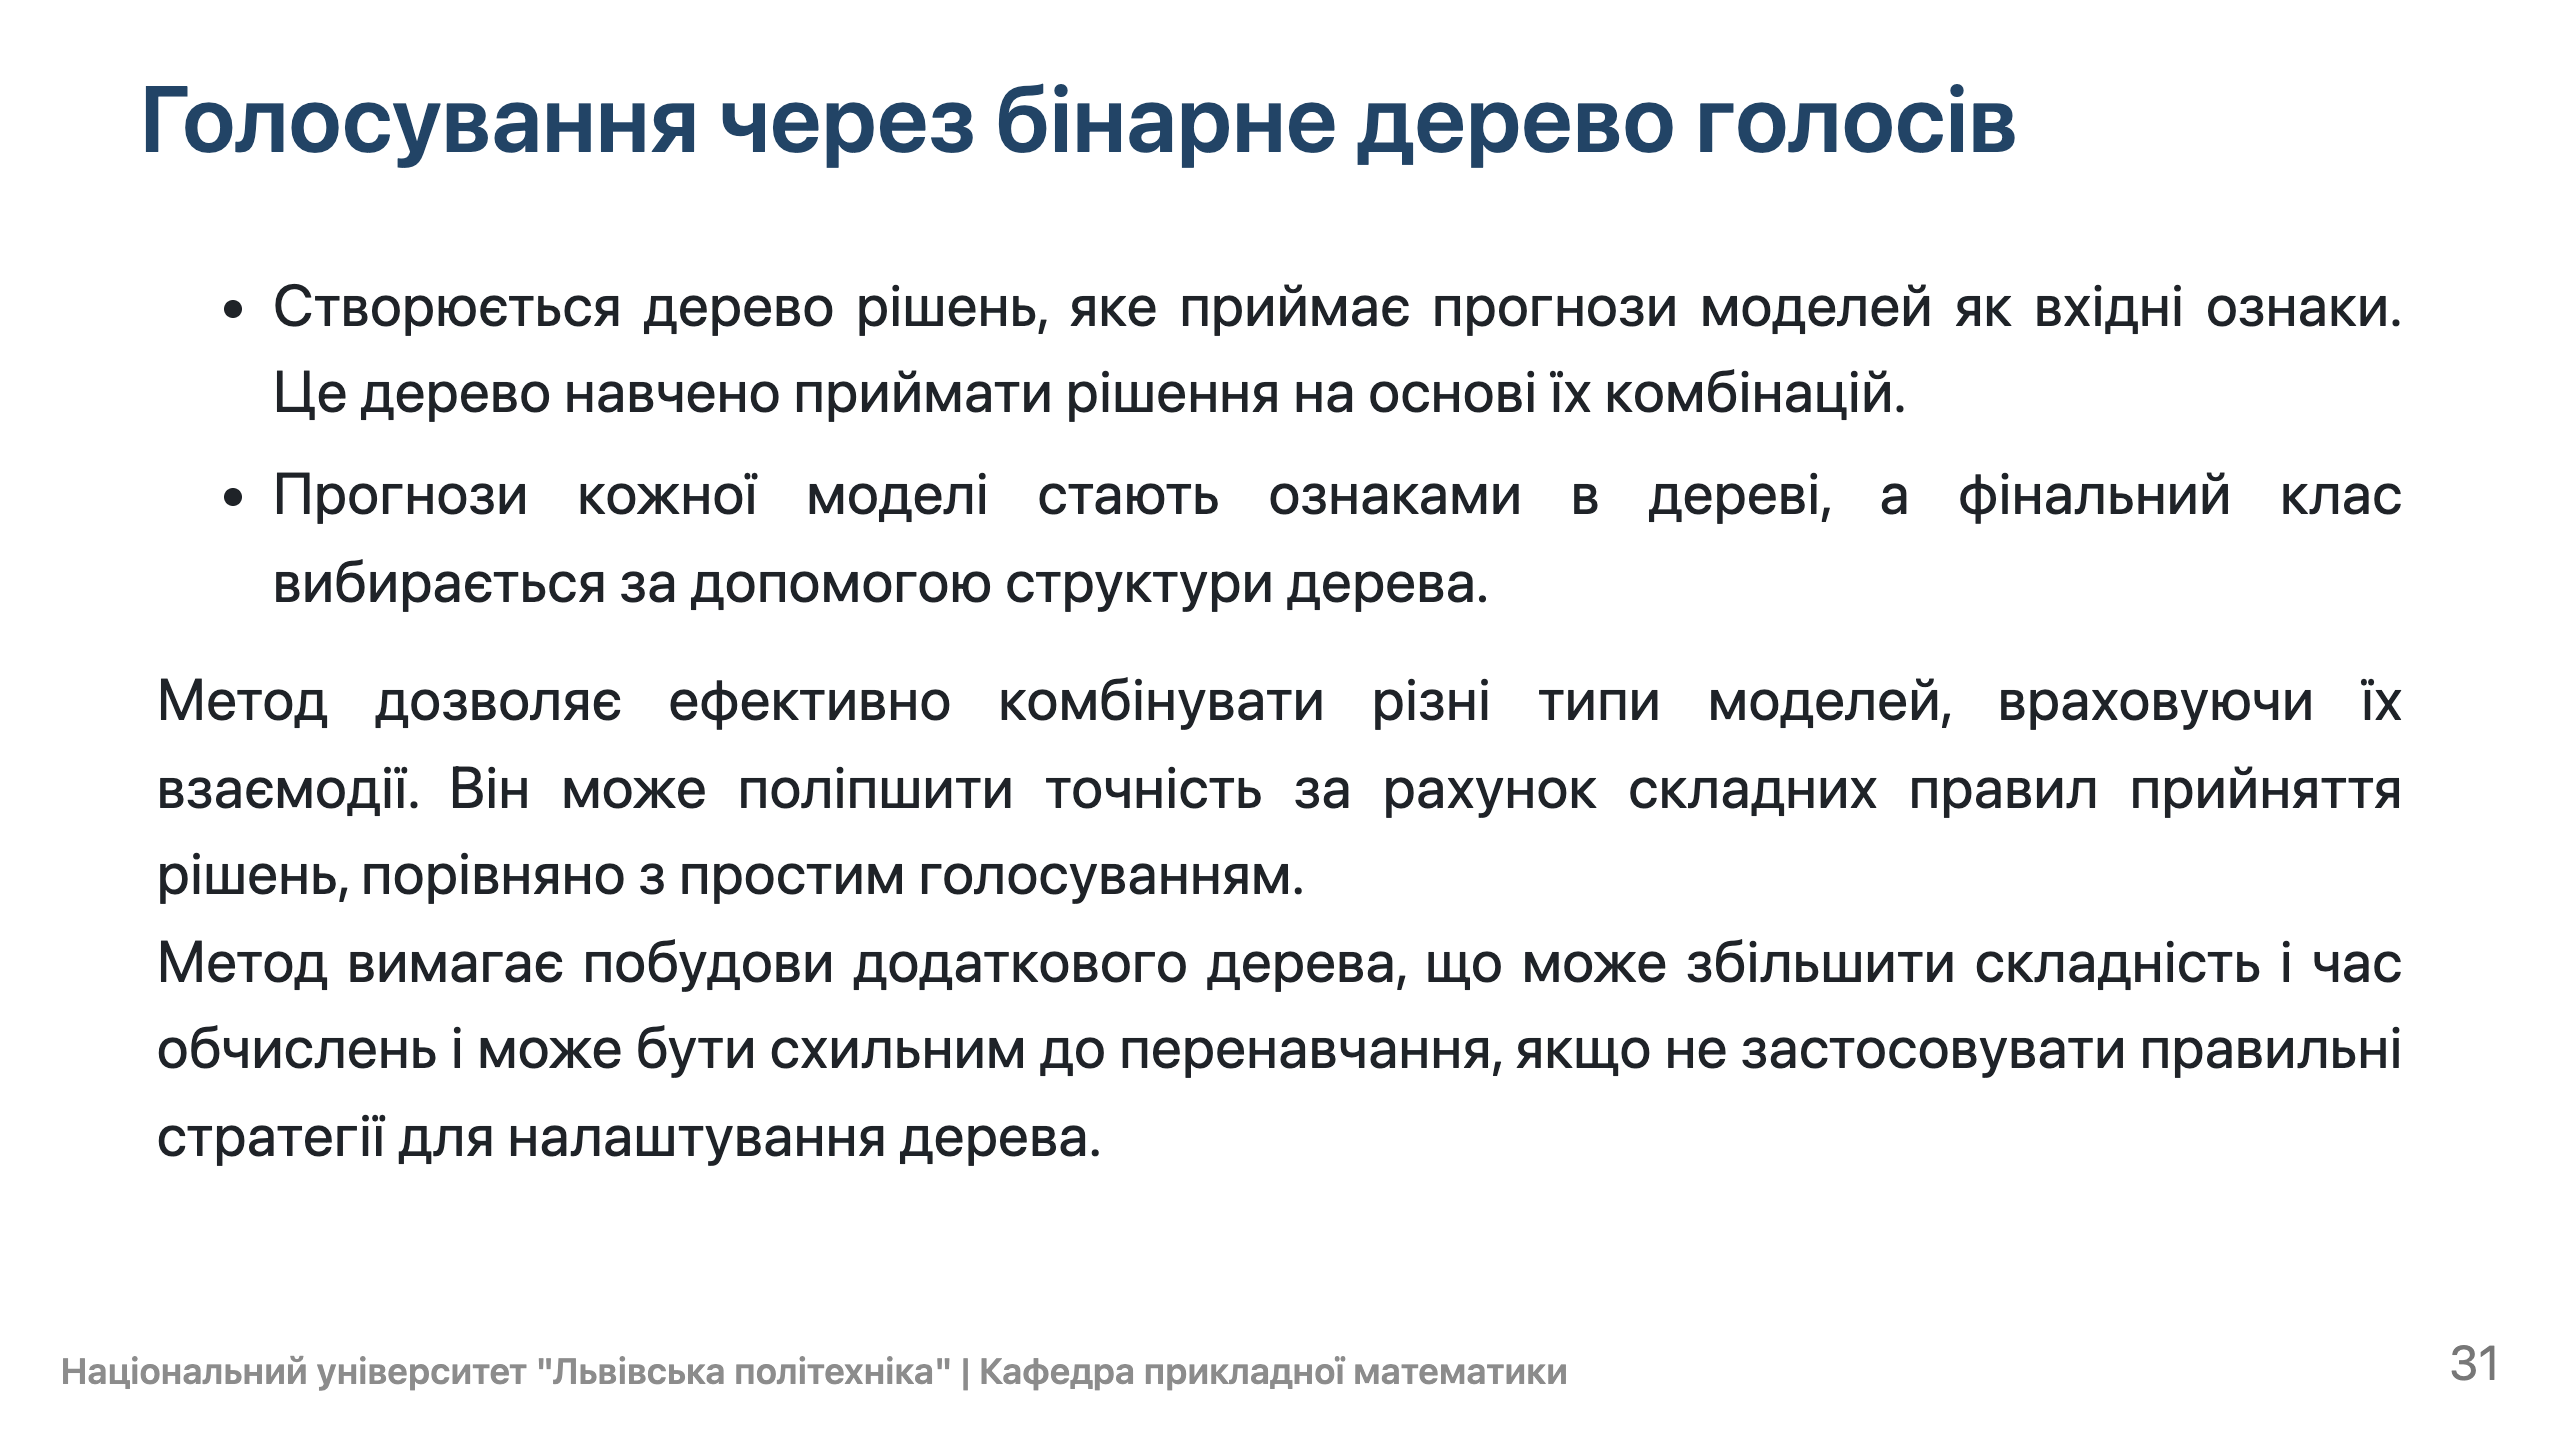 Голосування через бінарне дерево голосів
• Створюється дерево рішень, яке приймає прогнози моделей як вхідні ознаки.
Це дерево навчено приймати рішення на основі їх комбінацій.
• Прогнози кожної моделі стають ознаками в дереві, а фінальний клас
вибирається за допомогою структури дерева.
Метод дозволяє ефективно комбінувати різні типи моделей, враховуючи їх
взаємодії. Він може поліпшити точність за рахунок складних правил прийняття
рішень, порівняно з простим голосуванням.
Метод вимагає побудови додаткового дерева, що може збільшити складність і час
обчислень і може бути схильним до перенавчання, якщо не застосовувати правильні
стратегії для налаштування дерева.
Національний університет "Львівська політехніка" | Кафедра прикладної математики
31